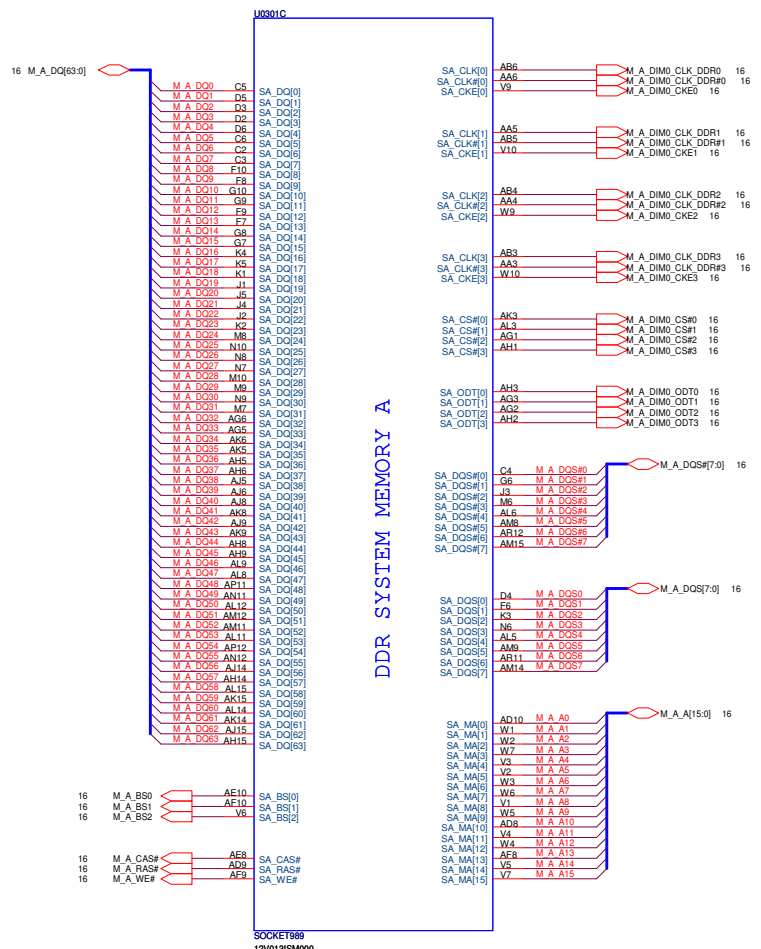 U0301C
16 M_A_DQ[63:0]
M_A_DQ0 C5 SA_DQ[0]
M_A_DQ1 D5 SA_DQ[1]
M_A_DQ2 D3 SA_DQ[2]
M_A_DQ3 D2 SA_DQ[3]
M_A_DQ4 D6 SA_DQ[4]
M_A_DQ5 C6 SA_DQ[5]
M_A_DQ6 C2 SA_DQ[6]
M_A_DQ7 C3 SA_DQ[7]
M_A_DQ8 F10 SA_DQ[8]
M_A_DQ9 F8 SA_DQ[9]
M_A_DQ10 G10 SA_DQ[10]
M_A_DQ11 G9 SA_DQ[11]
M_A_DQ12 F9 SA_DQ[12]
M_A_DQ13 F7 SA_DQ[13]
M_A_DQ14 G8 SA_DQ[14]
M_A_DQ15 G7 SA_DQ[15]
M_A_DQ16 K4 SA_DQ[16]
M_A_DQ17 K5 SA_DQ[17]
M_A_DQ18 K1 SA_DQ[18]
M_A_DQ19 J1 SA_DQ[19]
M_A_DQ20 J5 SA_DQ[20]
M_A_DQ21 J4 SA_DQ[21]
M_A_DQ22 J2 SA_DQ[22]
M_A_DQ23 K2 SA_DQ[23]
M_A_DQ24 M8 SA_DQ[24]
M_A_DQ25 N10 SA_DQ[25]
M_A_DQ26 N8 SA_DQ[26]
M_A_DQ27 N7 SA_DQ[27]
M_A_DQ28 M10 SA_DQ[28]
M_A_DQ29 M9 SA_DQ[29]
M_A_DQ30 N9 SA_DQ[30]
M_A_DQ31 M7 SA_DQ[31]
M_A_DQ32 AG6 SA_DQ[32]
M_A_DQ33 AG5 SA_DQ[33]
M_A_DQ34 AK6 SA_DQ[34]
M_A_DQ35 AK5 SA_DQ[35]
M_A_DQ36 AH5 SA_DQ[36]
M_A_DQ37 AH6 SA_DQ[37]
M_A_DQ38 AJ5 SA_DQ[38]
M_A_DQ39 AJ6 SA_DQ[39]
M_A_DQ40 AJ8 SA_DQ[40]
M_A_DQ41 AK8 SA_DQ[41]
M_A_DQ42 AJ9 SA_DQ[42]
M_A_DQ43 AK9 SA_DQ[43]
M_A_DQ44 AH8 SA_DQ[44]
M_A_DQ45 AH9 SA_DQ[45]
M_A_DQ46 AL9 SA_DQ[46]
M_A_DQ47 AL8 SA_DQ[47]
M_A_DQ48 AP11 SA_DQ[48]
M_A_DQ49 AN11 SA_DQ[49]
M_A_DQ50 AL12 SA_DQ[50]
M_A_DQ51 AM12 SA_DQ[51]
M_A_DQ52 AM11 SA_DQ[52]
M_A_DQ53 AL11 SA_DQ[53]
M_A_DQ54 AP12 SA_DQ[54]
M_A_DQ55 AN12 SA_DQ[55]
M_A_DQ56 AJ14 SA_DQ[56]
M_A_DQ57 AH14 SA_DQ[57]
M_A_DQ58 AL15 SA_DQ[58]
M_A_DQ59 AK15 SA_DQ[59]
M_A_DQ60 AL14 SA_DQ[60]
M_A_DQ61 AK14 SA_DQ[61]
M_A_DQ62 AJ15 SA_DQ[62]
M_A_DQ63 AH15 SA_DQ[63]
16 M_A_BS0 AE10 SA_BS[0]
16 M_A_BS1 AF10 SA_BS[1]
16 M_A_BS2 V6 SA_BS[2]
16 M_A_CAS# AE8 SA_CAS#
16 M_A_RAS# AD9 SA_RAS#
16 M_A_WE# AF9 SA_WE#
DDR SYSTEM MEMORY A
SA_CLK[0] AB6 M_A_DIM0_CLK_DDR0 16
SA_CLK#[0] AA6 M_A_DIM0_CLK_DDR#0 16
SA_CKE[0] V9 M_A_DIM0_CKE0 16
SA_CLK[1] AA5 M_A_DIM0_CLK_DDR1 16
SA_CLK#[1] AB5 M_A_DIM0_CLK_DDR#1 16
SA_CKE[1] V10 M_A_DIM0_CKE1 16
SA_CLK[2] AB4 M_A_DIM0_CLK_DDR2 16
SA_CLK#[2] AA4 M_A_DIM0_CLK_DDR#2 16
SA_CKE[2] W9 M_A_DIM0_CKE2 16
SA_CLK[3] AB3 M_A_DIM0_CLK_DDR3 16
SA_CLK#[3] AA3 M_A_DIM0_CLK_DDR#3 16
SA_CKE[3] W10 M_A_DIM0_CKE3 16
SA_CS#[0] AK3 M_A_DIM0_CS#0 16
SA_CS#[1] AL3 M_A_DIM0_CS#1 16
SA_CS#[2] AG1 M_A_DIM0_CS#2 16
SA_CS#[3] AH1 M_A_DIM0_CS#3 16
SA_ODT[0] AH3 M_A_DIM0_ODT0 16
SA_ODT[1] AG3 M_A_DIM0_ODT1 16
SA_ODT[2] AG2 M_A_DIM0_ODT2 16
SA_ODT[3] AH2 M_A_DIM0_ODT3 16
M_A_DQS#[7:0] 16
SA_DQS#[0] C4 M_A_DQS#0
SA_DQS#[1] G6 M_A_DQS#1
SA_DQS#[2] J3 M_A_DQS#2
SA_DQS#[3] M6 M_A_DQS#3
SA_DQS#[4] AL6 M_A_DQS#4
SA_DQS#[5] AM8 M_A_DQS#5
SA_DQS#[6] AR12 M_A_DQS#6
SA_DQS#[7] AM15 M_A_DQS#7
M_A_DQS[7:0] 16
SA_DQS[0] D4 M_A_DQS0
SA_DQS[1] F6 M_A_DQS1
SA_DQS[2] K3 M_A_DQS2
SA_DQS[3] N6 M_A_DQS3
SA_DQS[4] AL5 M_A_DQS4
SA_DQS[5] AM9 M_A_DQS5
SA_DQS[6] AR11 M_A_DQS6
SA_DQS[7] AM14 M_A_DQS7
M_A_A[15:0] 16
SA_MA[0] AD10 M_A_A0
SA_MA[1] W1 M_A_A1
SA_MA[2] W2 M_A_A2
SA_MA[3] W7 M_A_A3
SA_MA[4] V3 M_A_A4
SA_MA[5] V2 M_A_A5
SA_MA[6] W3 M_A_A6
SA_MA[7] W6 M_A_A7
SA_MA[8] V1 M_A_A8
SA_MA[9] W5 M_A_A9
SA_MA[10] AD8 M_A_A10
SA_MA[11] V4 M_A_A11
SA_MA[12] W4 M_A_A12
SA_MA[13] AF8 M_A_A13
SA_MA[14] V5 M_A_A14
SA_MA[15] V7 M_A_A15
SOCKET989